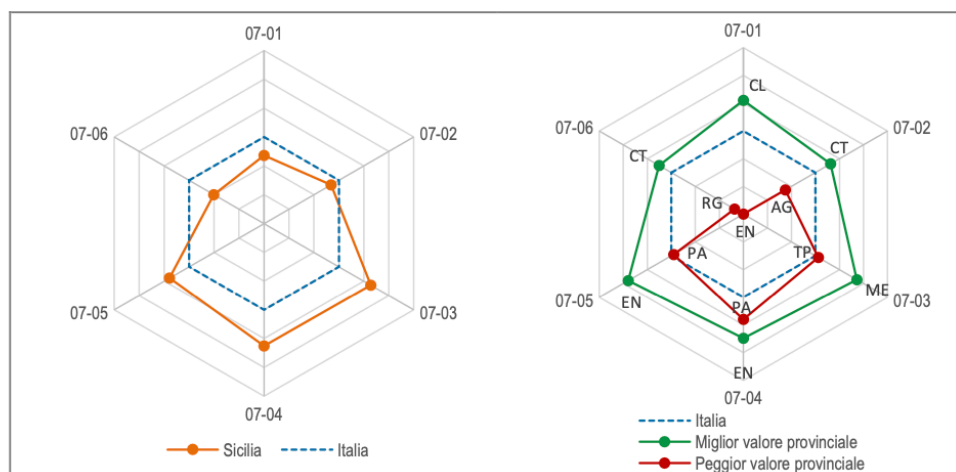 07-01
07-06
07-02
07-05
07-03
07-04
Sicilia
Italia
07-01
CL
07-06
07-02
CT
CT
RG
AG
EN
PA
TP
PA
EN
ME
07-05
07-03
EN
07-04
Italia
Miglior valore provinciale
Peggior valore provinciale